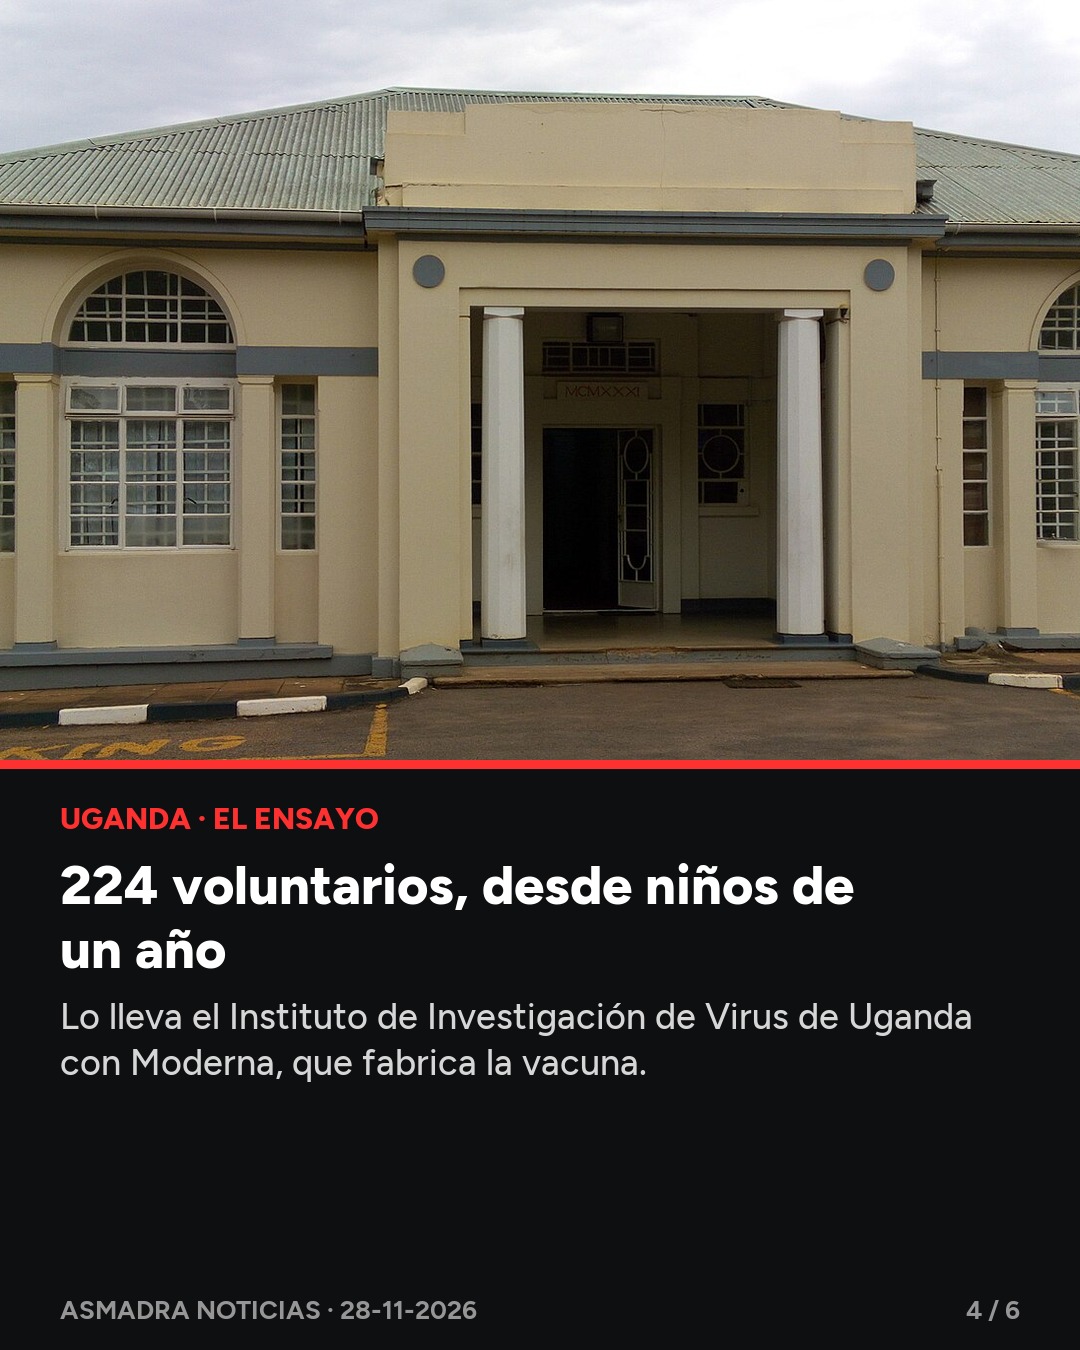 MCMXXXI
KING
UGANDA · EL ENSAYO
224 voluntarios, desde niños de
un año
Lo lleva el Instituto de Investigación de Virus de Uganda
con Moderna, que fabrica la vacuna.
ASMADRA NOTICIAS · 28-11-2026
4 / 6